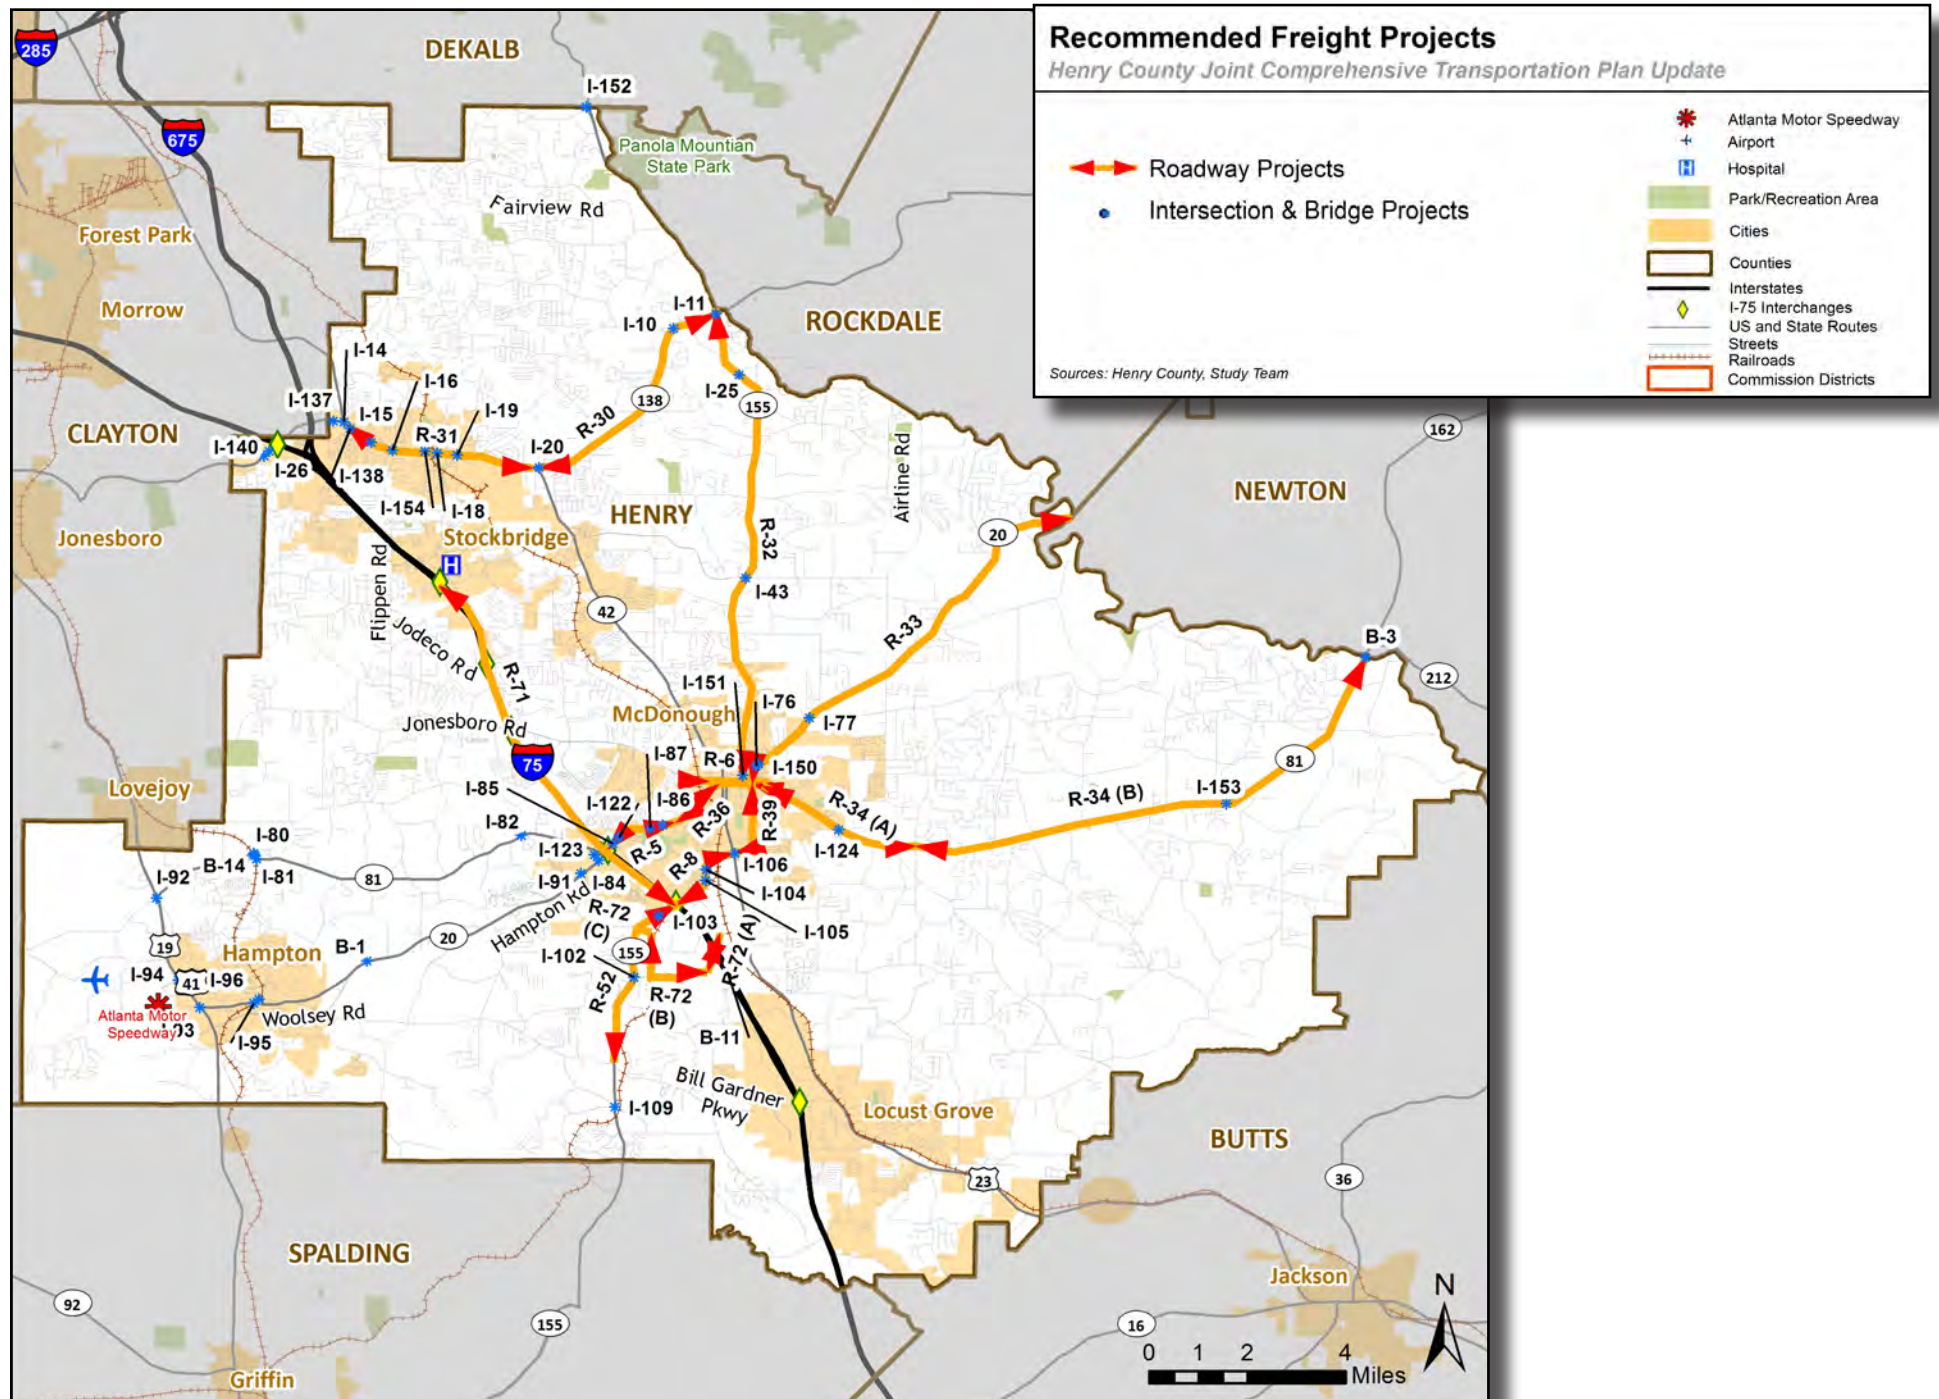 Recommended Freight Projects
Henry County Joint Comprehensive Transportation Plan Update
Roadway Projects
Intersection & Bridge Projects
Sources: Henry County, Study Team
Atlanta Motor Speedway
Airport
H
Hospital
Park/Recreation Area
Cities
Counties
Interstates
I-75 Interchanges
US and State Routes
Streets
Railroads
Commission Districts
285
DEKALB
I-152
675
Panola Mountian
State Park
Fairview Rd
Forest Park
Morrow
I-11
I-10
ROCKDALE
I-14
I-16
I-25
I-137
I-15
I-19
138
155
R-30
162
CLAYTON
R-31
I-140
I-20
Airline Rd
I-26
I-138
I-154
I-18
NEWTON
HENRY
Jonesboro
Stockbridge
20
R-32
H
Flippen Rd
I-43
42
Jodeco Rd
R-33
B-3
R-71
I-151
212
I-76
McDonough
Jonesboro Rd
I-77
I-87
R-6
75
I-150
81
Lovejoy
I-85
I-153
I-122
I-86
R-34 (B)
R-36
R-39
R-34 (A)
I-82
I-80
I-123
R-5
I-124
B-14
I-106
R-8
I-81
81
I-92
I-91
I-84
I-104
Hampton Rd
R-72
(C)
I-103
I-105
20
19
B-1
Hampton
155
I-102
R-72 (A)
I-94
41
I-96
R-52
R-72
(B)
Atlanta Motor
Speedway
Woolsey Rd
I-95
B-11
Bill Gardner
Pkwy
I-109
Locust Grove
BUTTS
23
36
SPALDING
Jackson
N
92
155
16
0 1 2 4
Miles
Griffin